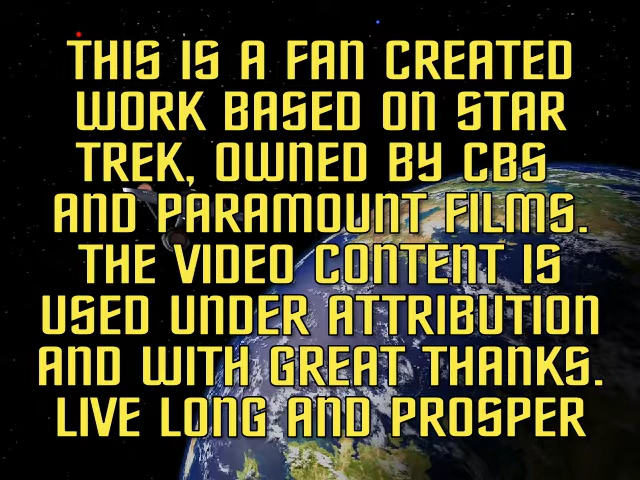 THIS IS A FAN CREATED
WORK BASED ON STAR
TREK, OWNED BY CBS
AND PARAMOUNT FILMS.
THE VIDEO CONTENT IS
USED UNDER ATTRIBUTION
AND WITH GREAT THANKS.
LIVE LONG AND PROSPER